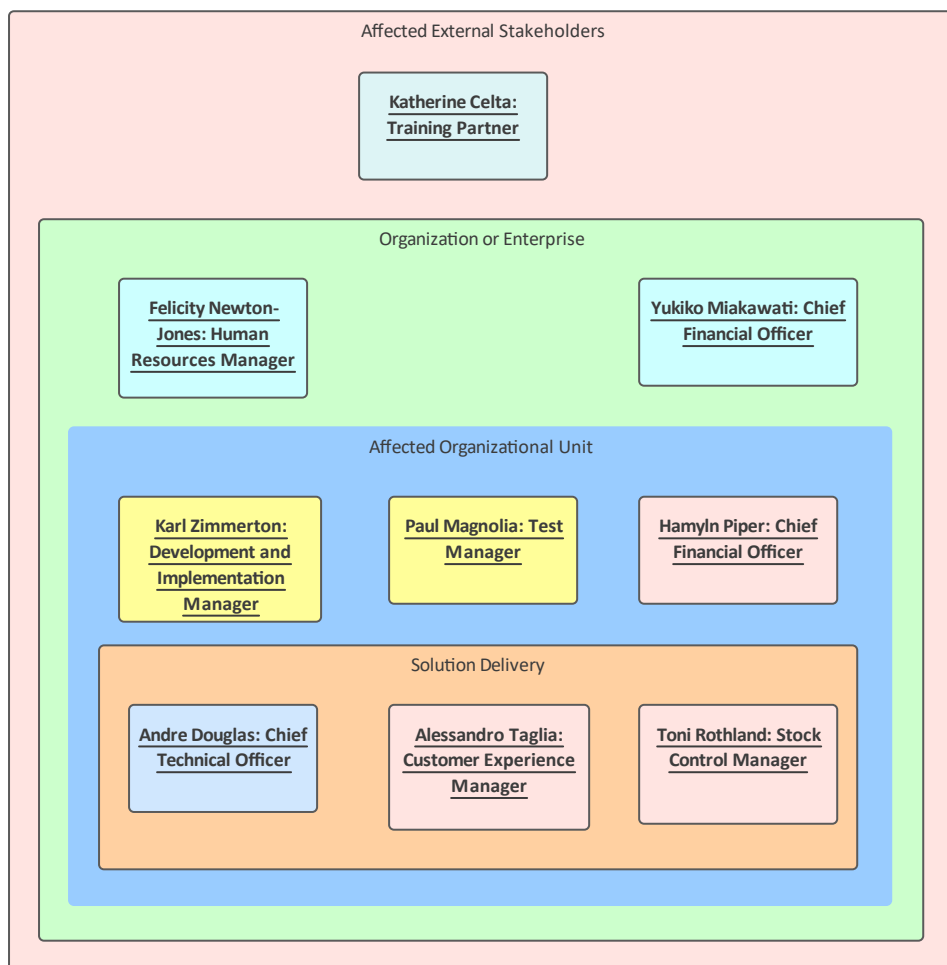 Affected External Stakeholders
Katherine Celta:
Training Partner
Organization or Enterprise
Felicity Newton-
Jones: Human
Resources Manager
Yukiko Miakawati: Chief
Financial Officer
Affected Organizational Unit
Karl Zimmerton:
Development and
Implementation
Manager
Paul Magnolia: Test
Manager
Hamyln Piper: Chief
Financial Officer
Solution Delivery
Andre Douglas: Chief
Technical Officer
Alessandro Taglia:
Customer Experience
Manager
Toni Rothland: Stock
Control Manager